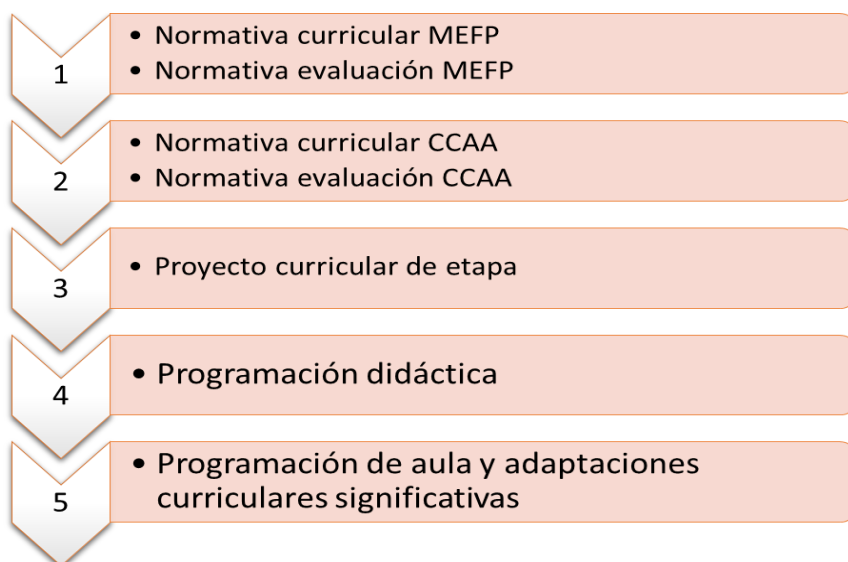 1
• Normativa curricular MEFP
• Normativa evaluación MEFP
2
• Normativa curricular CCAA
• Normativa evaluación CCAA
3
• Proyecto curricular de etapa
4
• Programación didáctica
5
• Programación de aula y adaptaciones
curriculares significativas